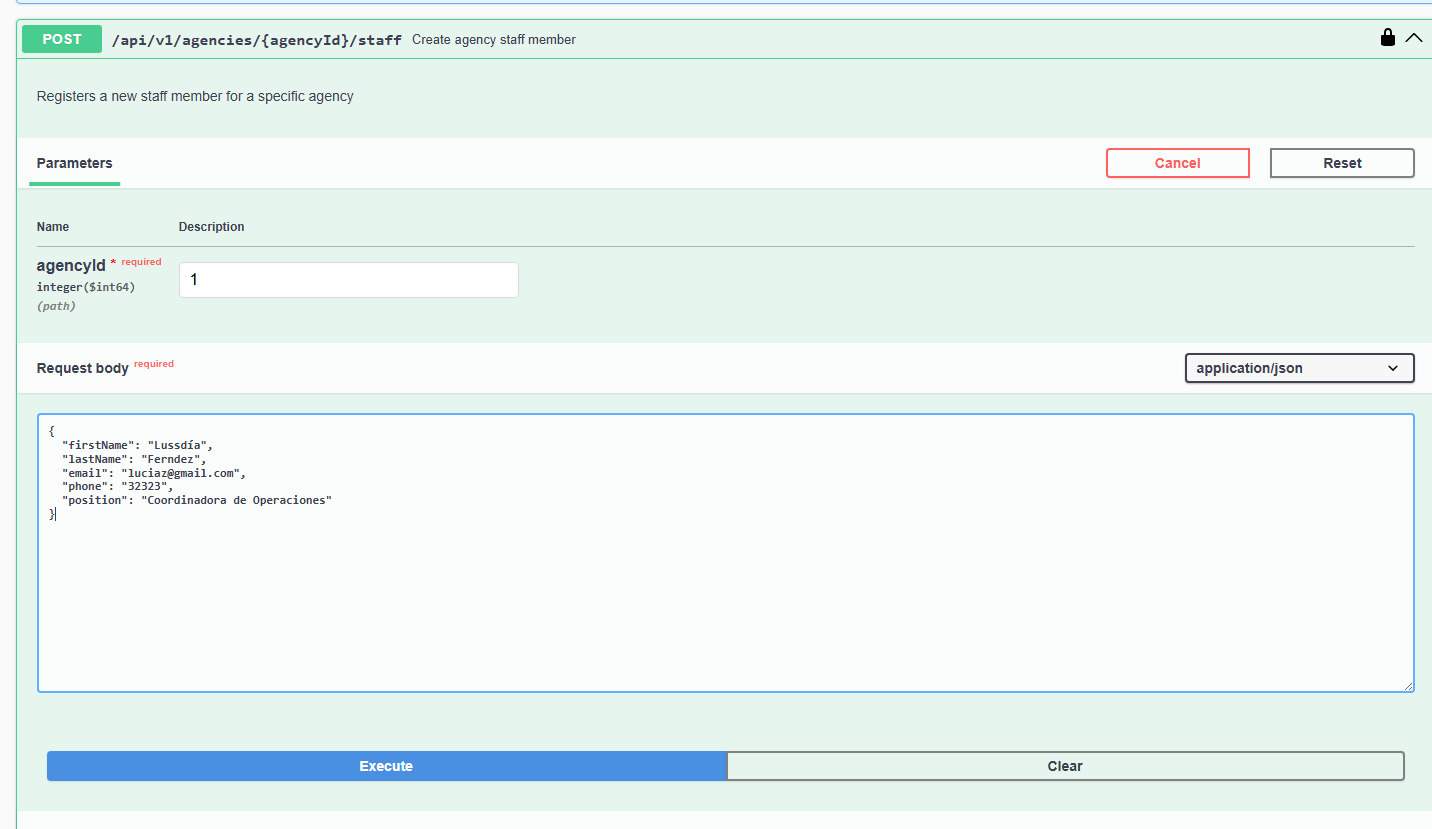 POST /api/v1/agencies/{agencyId}/staff Create agency staff member
Registers a new staff member for a specific agency
Parameters
Cancel
Reset
Name Description
agencyId * required
integer($int64)
(path)
1
Request body required
application/json
{
"firstName": "Lussdía",
"lastName": "Ferndez",
"email": "luciaz@gmail.com",
"phone": "32323",
"position": "Coordinadora de Operaciones"
}
Execute
Clear